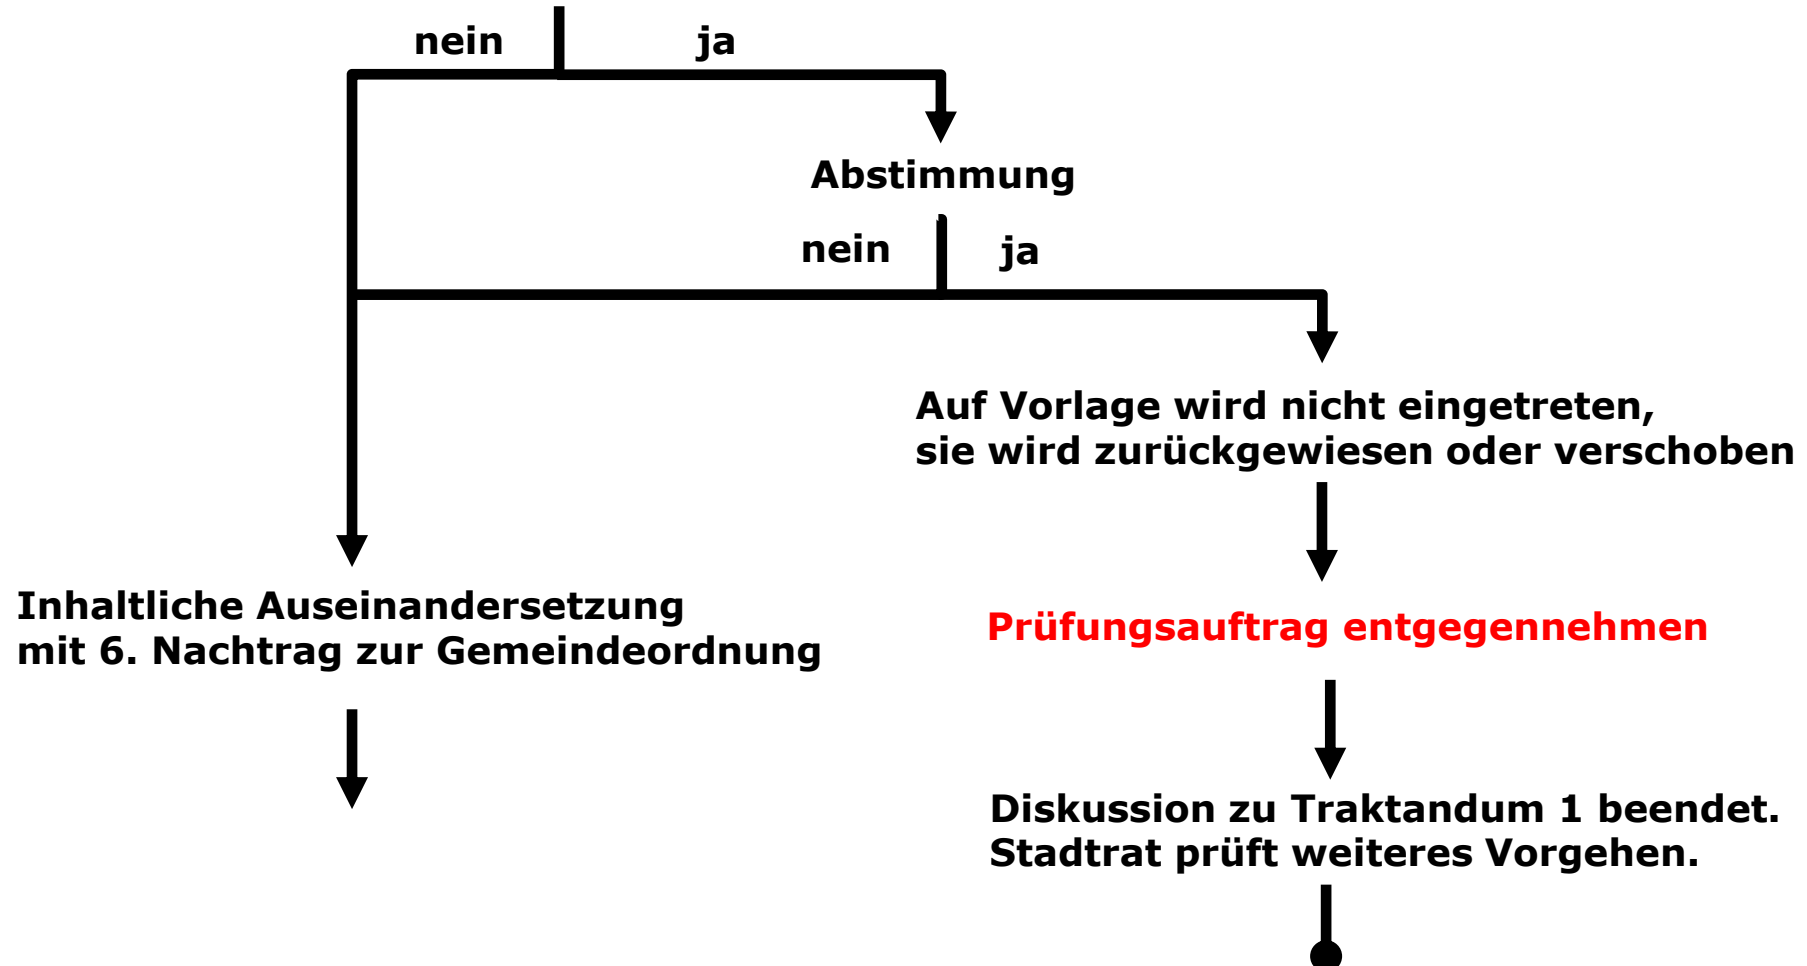 nein
ja
Abstimmung
nein
ja
Auf Vorlage wird nicht eingetreten,
sie wird zurückgewiesen oder verschoben
Inhaltliche Auseinandersetzung
mit 6. Nachtrag zur Gemeindeordnung
Prüfungsauftrag entgegennehmen
Diskussion zu Traktandum 1 beendet.
Stadtrat prüft weiteres Vorgehen.